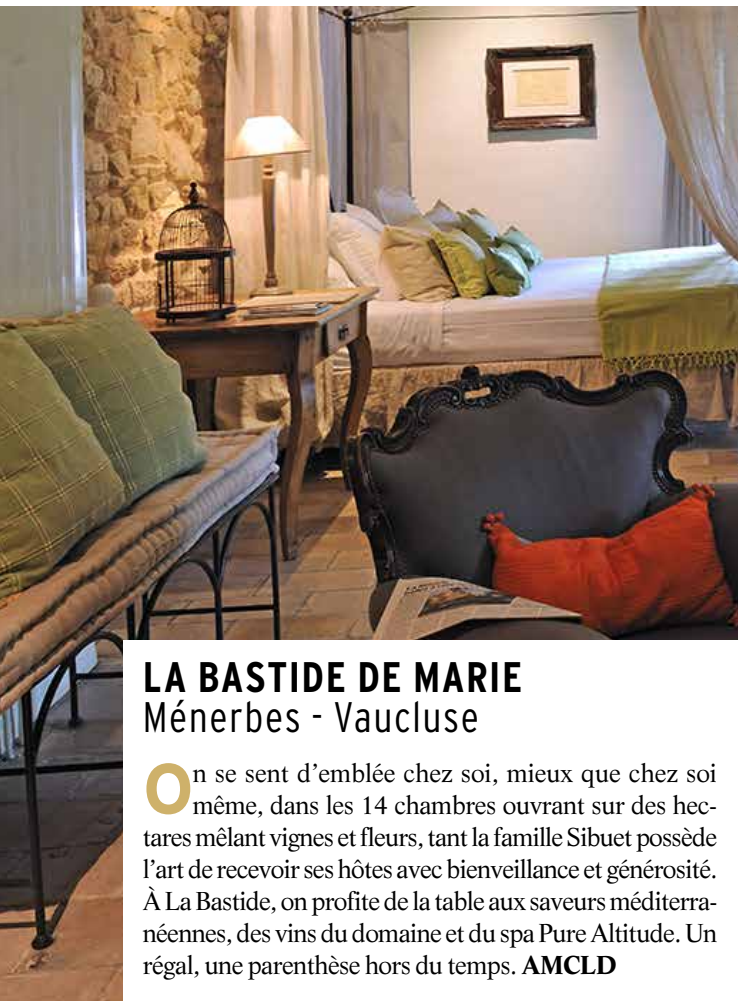 LA BASTIDE DE MARIE
Ménerbes - Vaucluse
On se sent d’emblée chez soi, mieux que chez soi
même, dans les 14 chambres ouvrant sur des hec-
tares mêlant vignes et fleurs, tant la famille Sibuet possède
l’art de recevoir ses hôtes avec bienveillance et générosité.
À La Bastide, on profite de la table aux saveurs méditerra-
néennes, des vins du domaine et du spa Pure Altitude. Un
régal, une parenthèse hors du temps. AMCLD